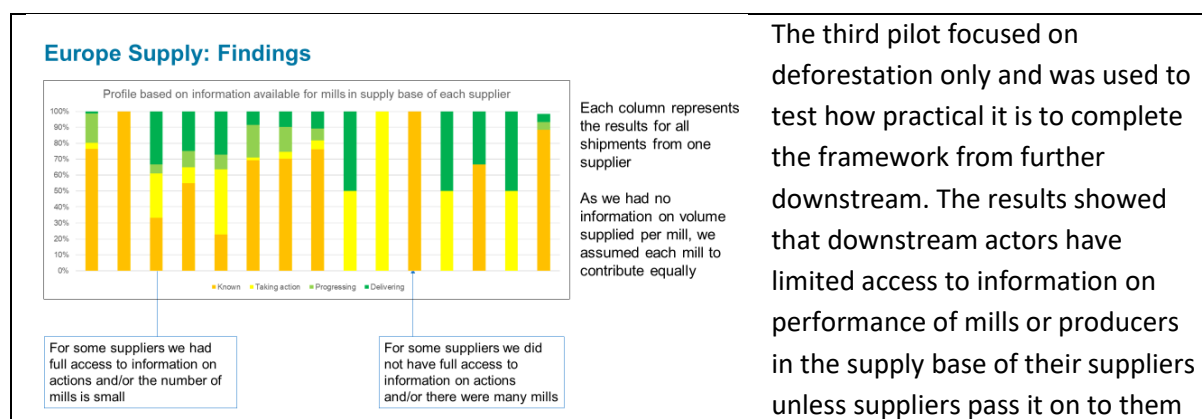 Europe Supply: Findings
Profile based on information available for mills in supply base of each supplier
100%
90%
80%
70%
60%
50%
40%
30%
20%
10%
0%
Known Taking action Progressing Delivering
Each column represents
the results for all
shipments from one
supplier
As we had no
information on volume
supplied per mill, we
assumed each mill to
contribute equally
For some suppliers we had
full access to information on
actions and/or the number of
mills is small
For some suppliers we did
not have full access to
information on actions
and/or there were many mills
The third pilot focused on
deforestation only and was used to
test how practical it is to complete
the framework from further
downstream. The results showed
that downstream actors have
limited access to information on
performance of mills or producers
in the supply base of their suppliers
unless suppliers pass it on to them